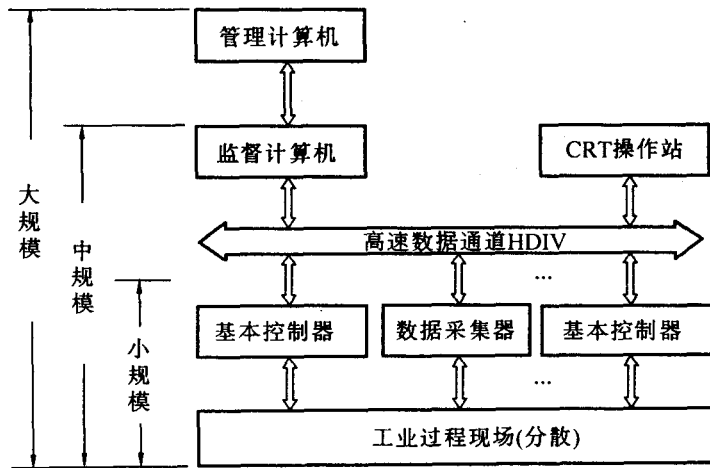 管理计算机
监督计算机
CRT操作站
高速数据通道HDIV
...
基本控制器
数据采集器
基本控制器
...
工业过程现场(分散)
大规模
中规模
小规模